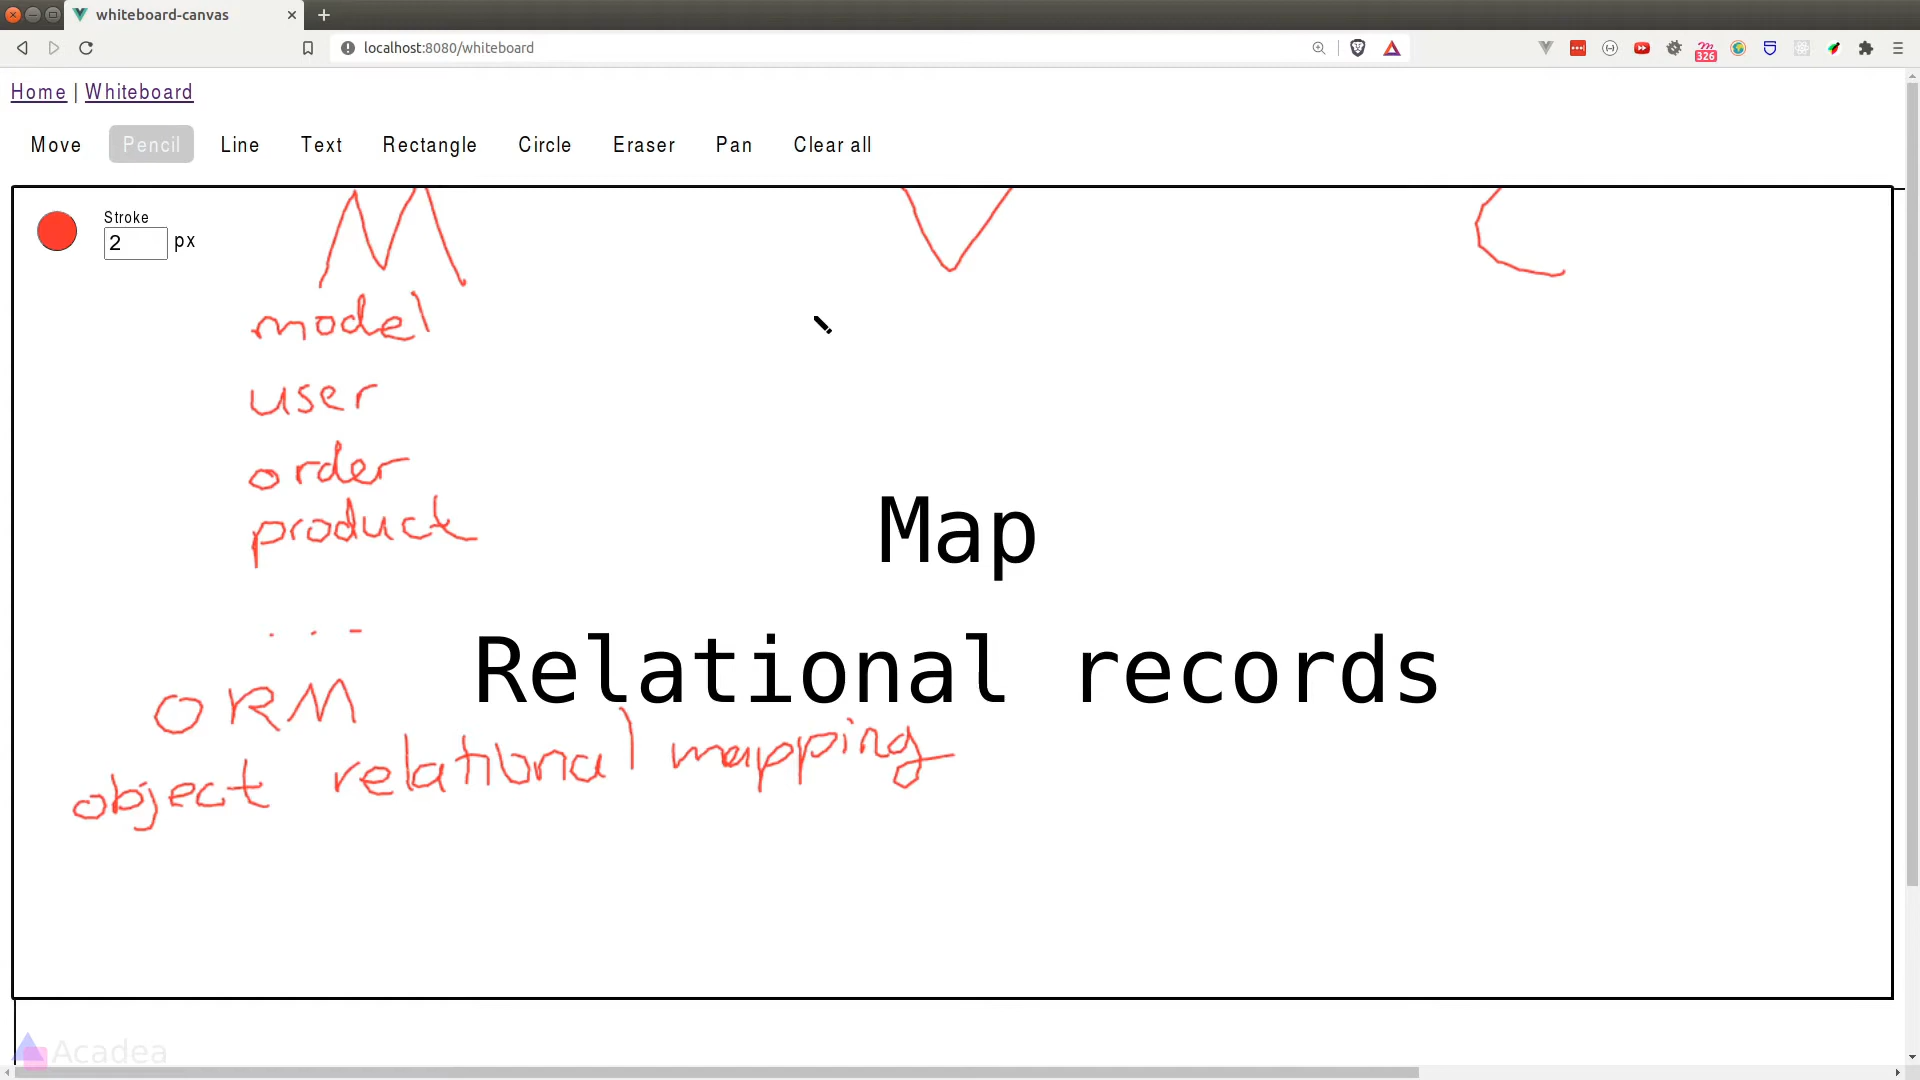 whiteboard-canvas
localhost:8080/whiteboard
326
Home | Whiteboard
Move Pencil Line Text Rectangle Circle Eraser Pan Clear all
Stroke
2 px
M V C
model
user
order
product
...
Map
Relational records
ORM
object relational mapping
Acadea